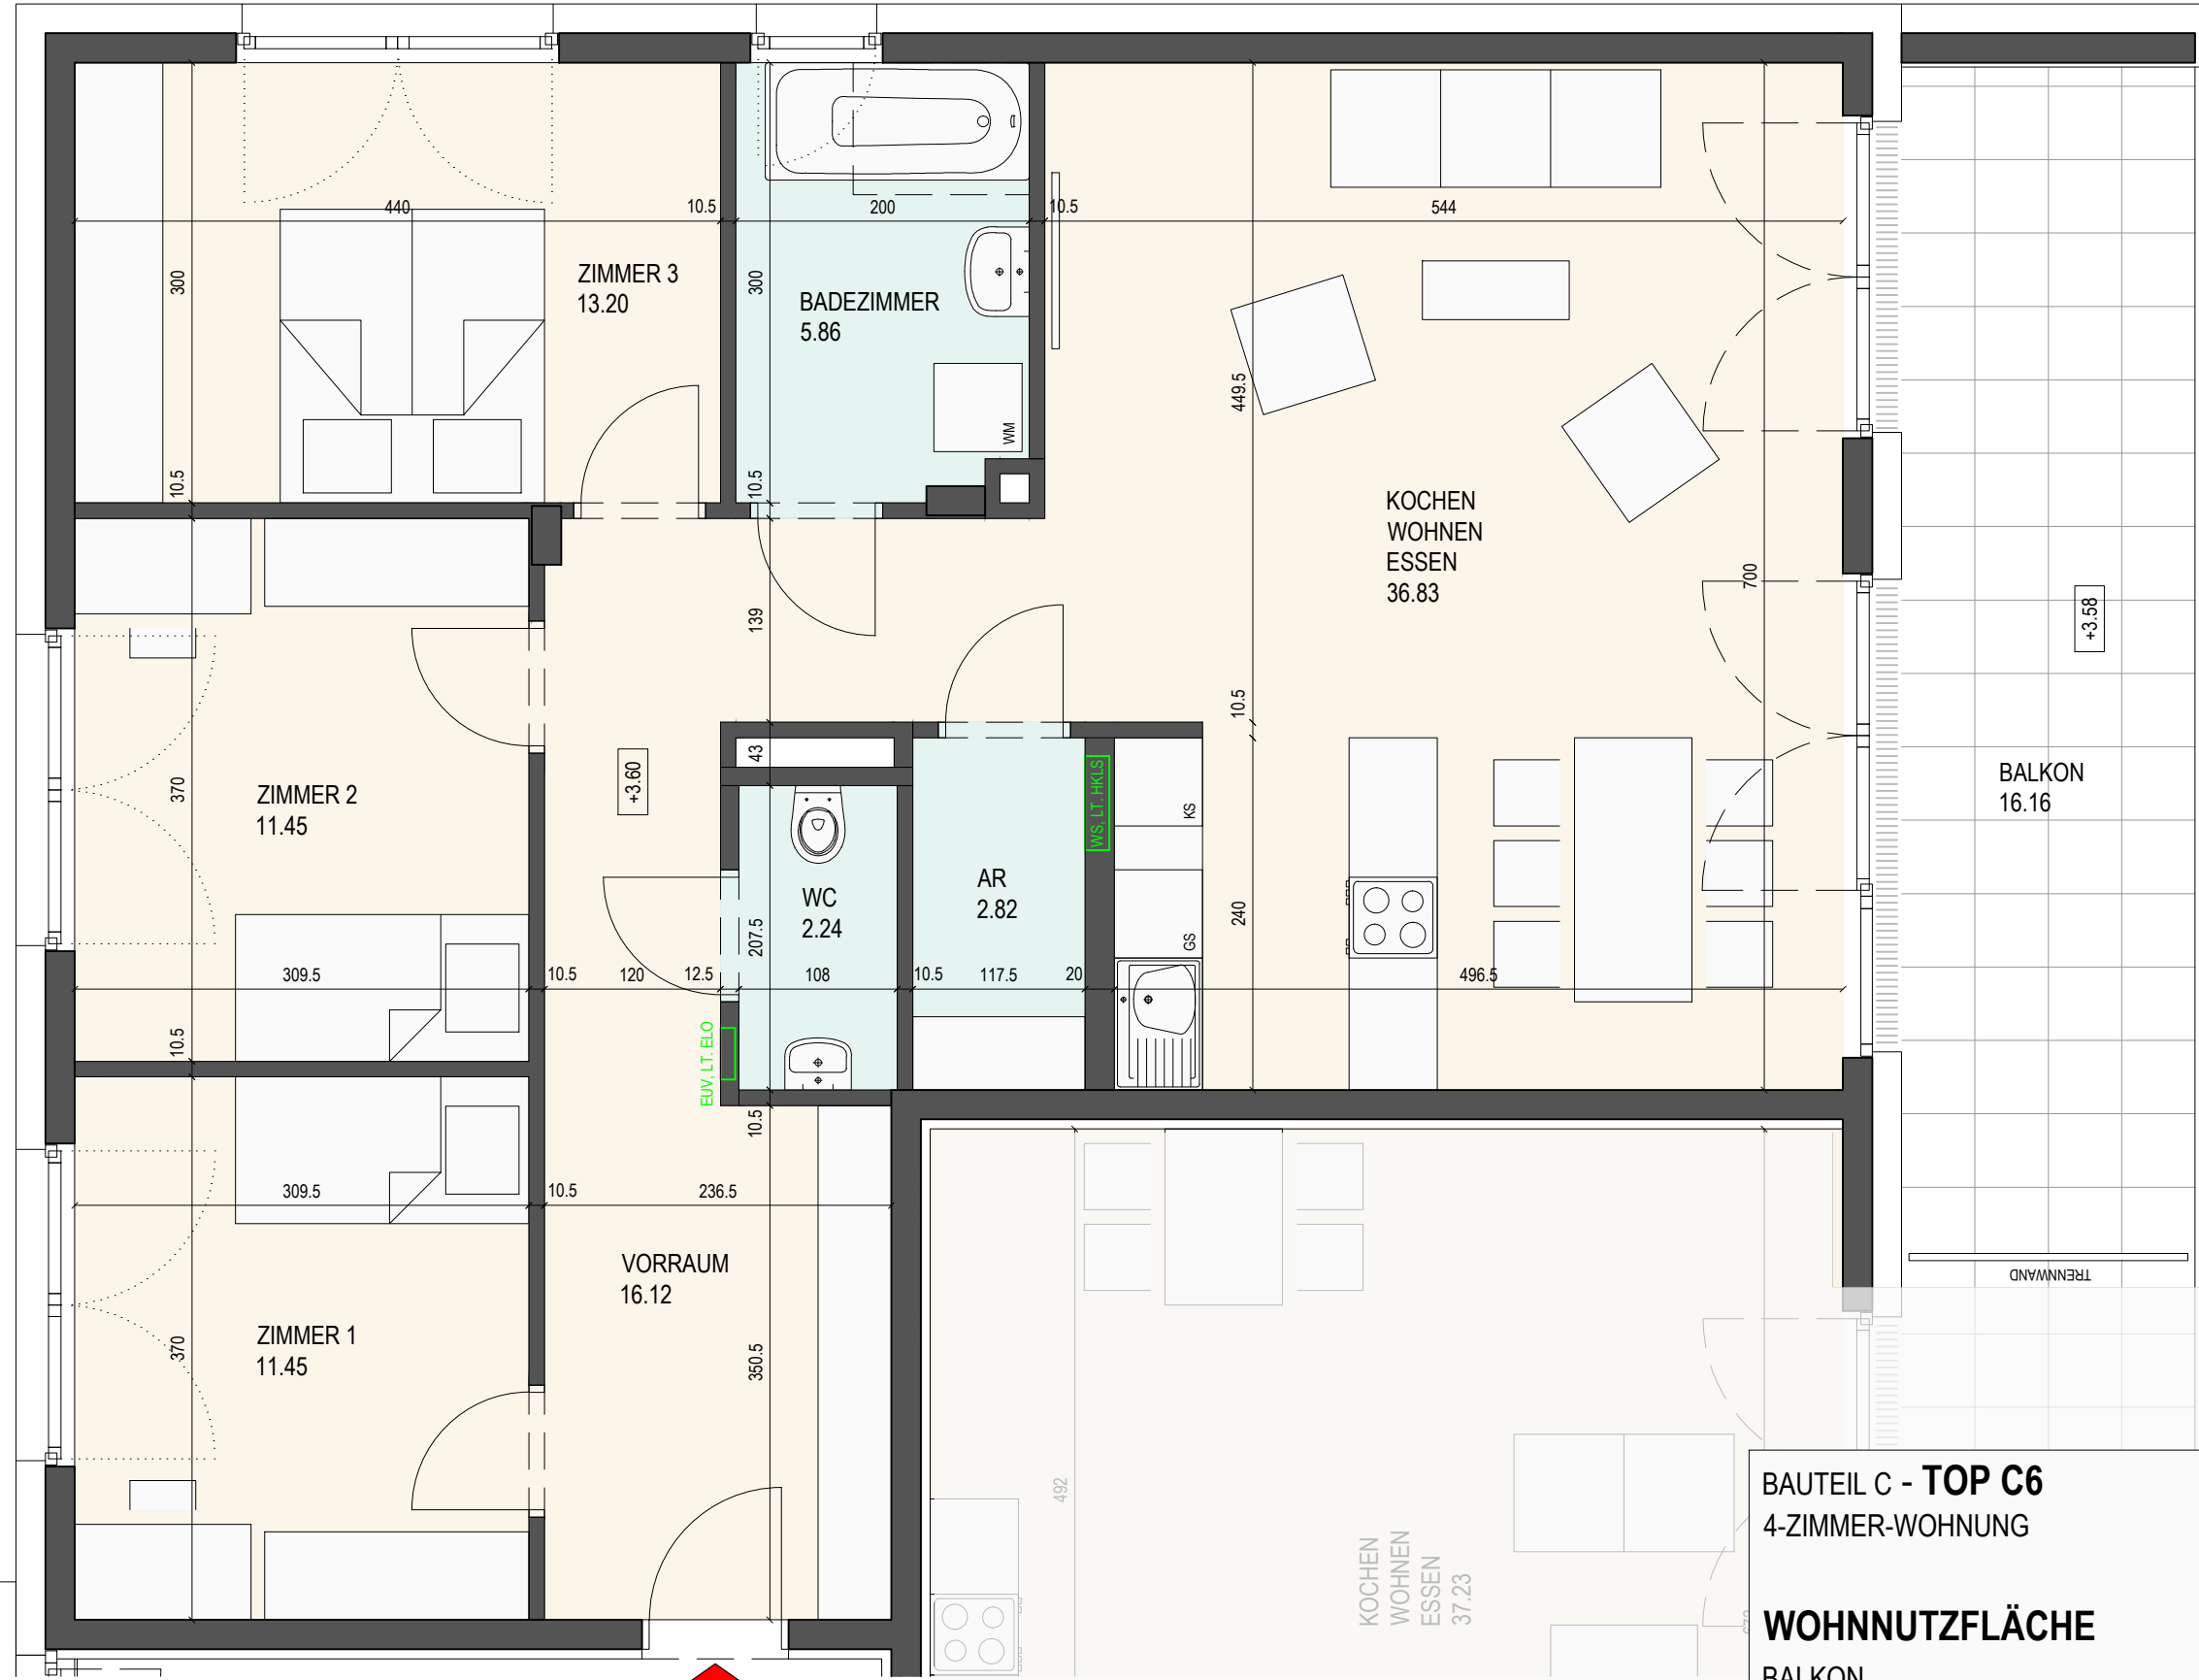 440
10.5
200
10.5
544
300
ZIMMER 3
13.20
300
BADEZIMMER
5.86
449.5
WM
10.5
10.5
KOCHEN
WOHNEN
ESSEN
36.83
700
139
+3.58
10.5
43
+3.60
370
ZIMMER 2
11.45
WS, LT. HKLS
KS
BALKON
16.16
WC
2.24
AR
2.82
207.5
240
GS
309.5
10.5
120
12.5
108
10.5
117.5
20
496.5
10.5
EUV, LT. ELO
10.5
309.5
10.5
236.5
VORRAUM
16.12
TRENNWAND
ZIMMER 1
11.45
370
350.5
492
KOCHEN
WOHNEN
ESSEN
37.23
BAUTEIL C - TOP C6
4-ZIMMER-WOHNUNG
WOHNNUTZFLÄCHE
BALKON